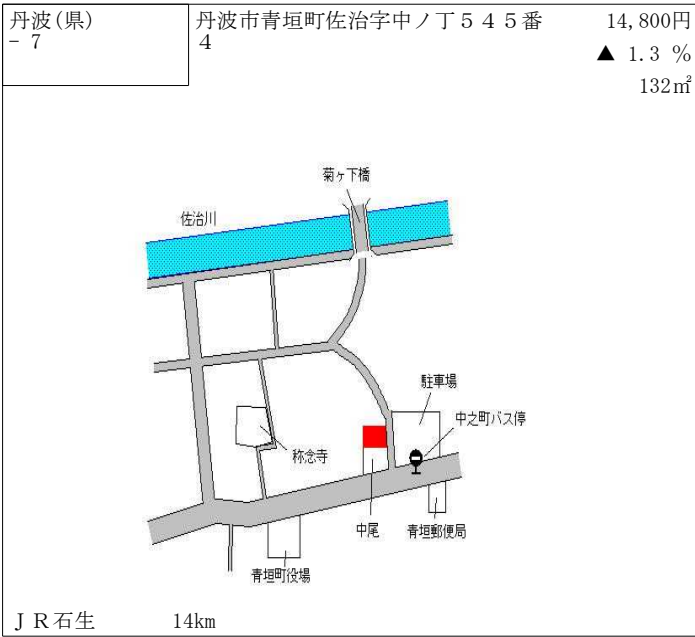 丹波(県)
- 7
丹波市青垣町佐治字中ノ丁５４５番
4
14,800円
▲ 1.3 %
132㎡
菊ヶ下橋
佐治川
駐車場
中之町バス停
称念寺
中尾
青垣郵便局
青垣町役場
ＪＲ石生 14km